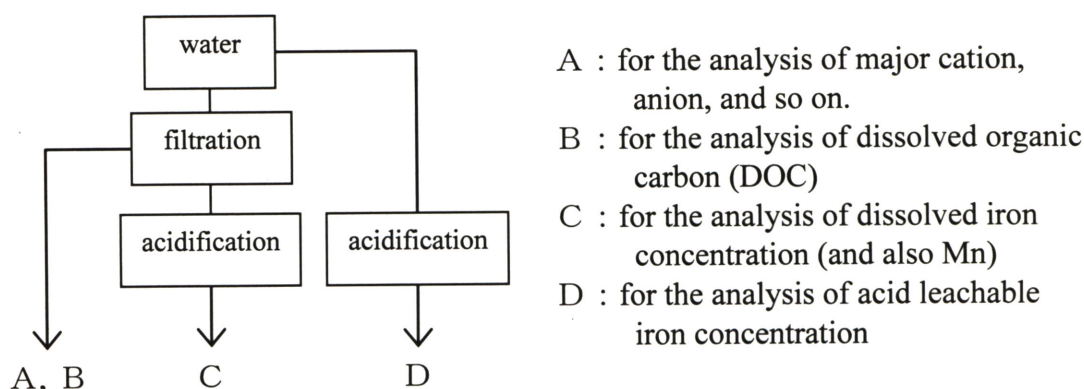 water
filtration
acidification
acidification
A, B
C
D
A : for the analysis of major cation,
anion, and so on.
B : for the analysis of dissolved organic
carbon (DOC)
C : for the analysis of dissolved iron
concentration (and also Mn)
D : for the analysis of acid leachable
iron concentration